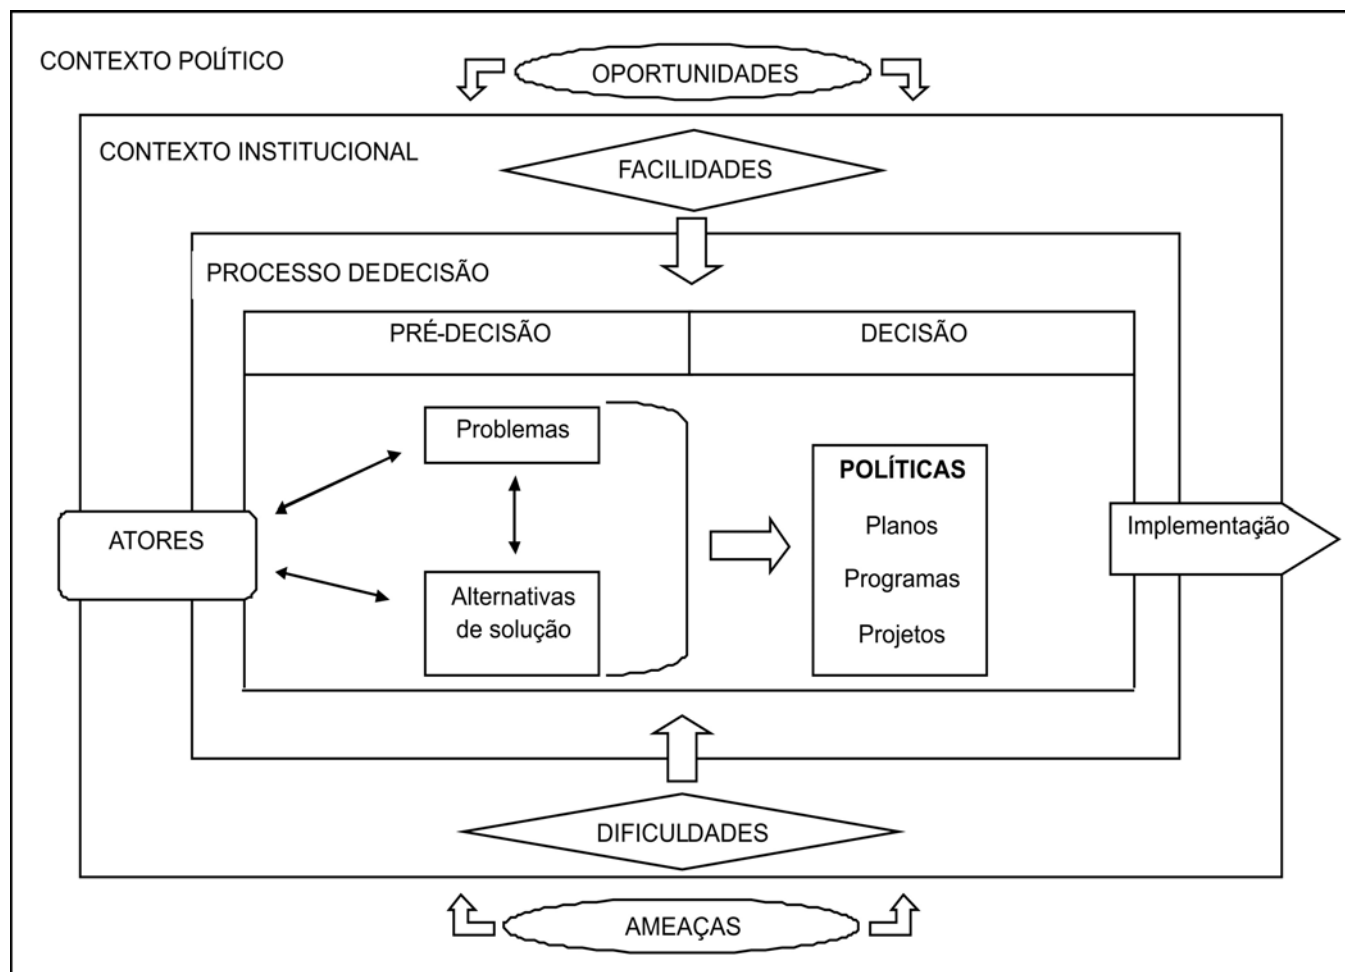 CONTEXTO POLÍTICO
OPORTUNIDADES
CONTEXTO INSTITUCIONAL
FACILIDADES
PROCESSO DEDECISÃO
PRÉ-DECISÃO
DECISÃO
Problemas
POLÍTICAS
Planos
Programas
Projetos
ATORES
Alternativas
de solução
Implementação
DIFICULDADES
AMEAÇAS